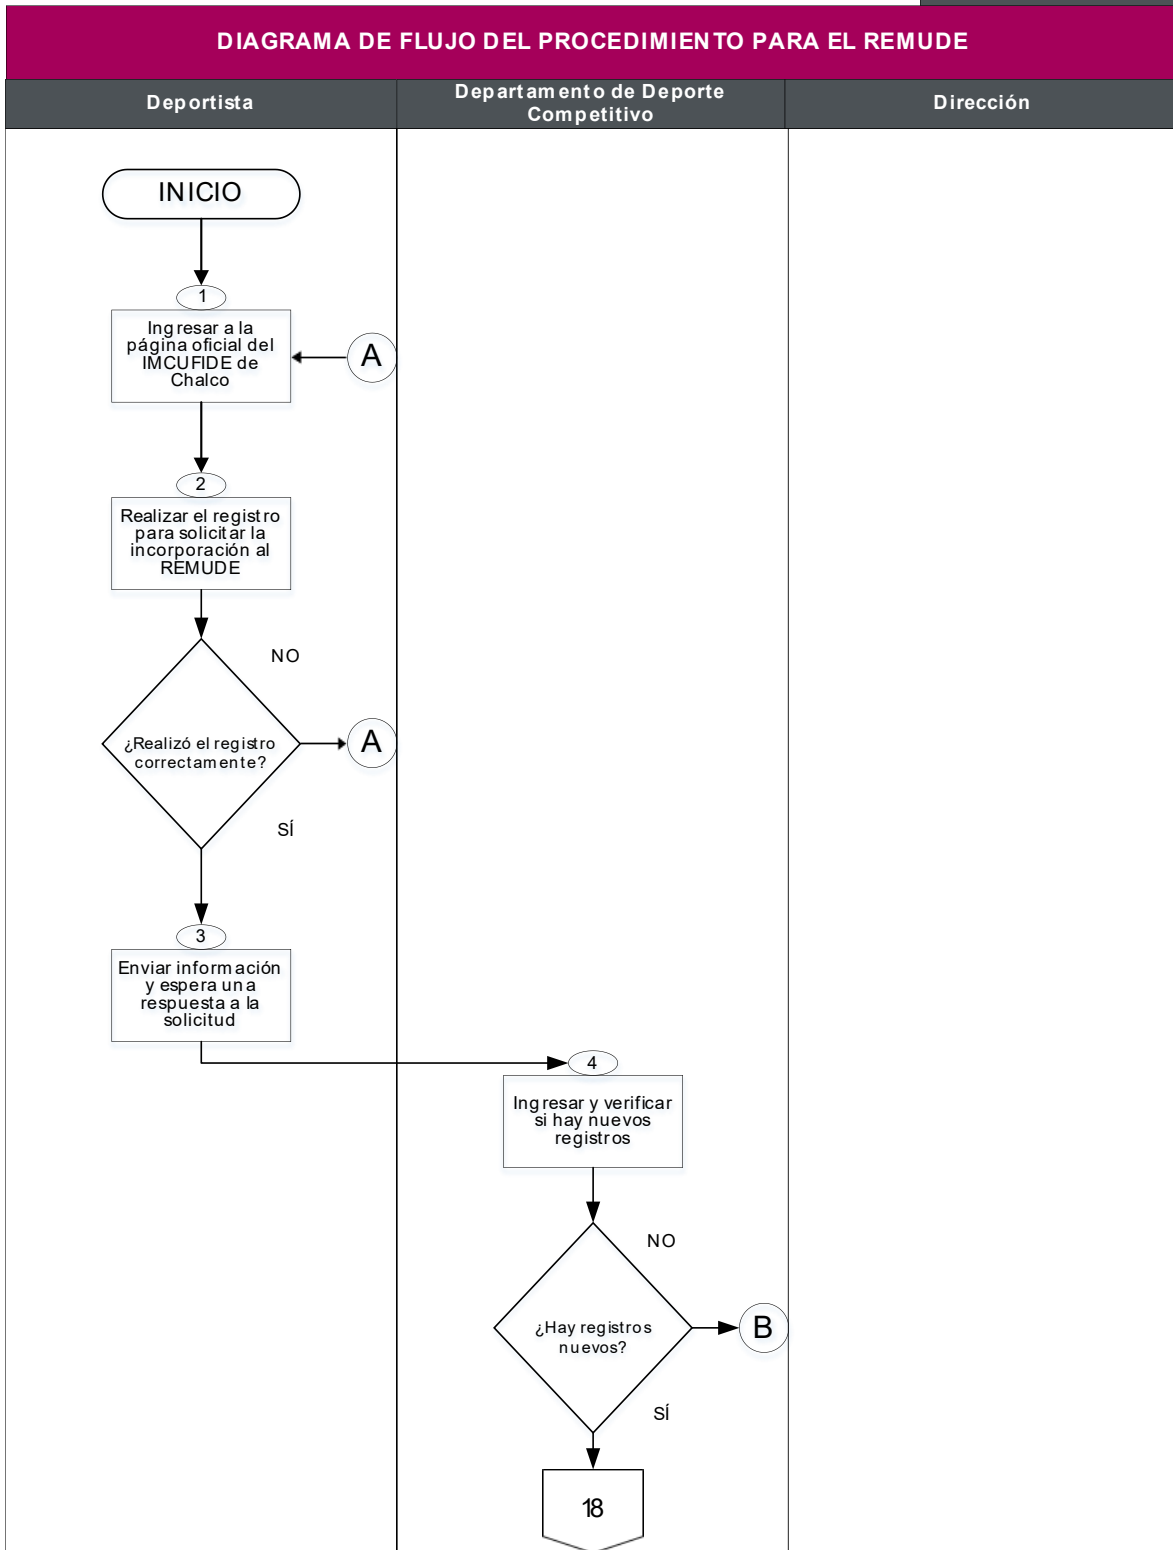 DIAGRAMA DE FLUJO DEL PROCEDIMIENTO PARA EL REMUDE
Deportista
Departamento de Deporte
Competitivo
Dirección
INICIO
1
Ingresar a la
página oficial del
IMCUFIDE de
Chalco
A
2
Realizar el registro
para solicitar la
incorporación al
REMUDE
NO
¿Realizó el registro
correctamente?
A
SÍ
3
Enviar información
y espera una
respuesta a la
solicitud
4
Ingresar y verificar
si hay nuevos
registros
NO
¿Hay registros
nuevos?
B
SÍ
18